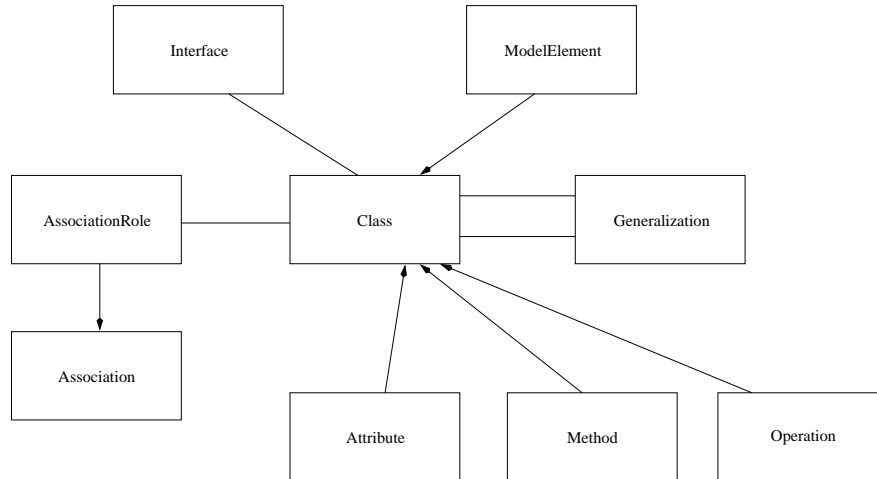 Interface
ModelElement
AssociationRole
Class
Generalization
Association
Attribute
Method
Operation